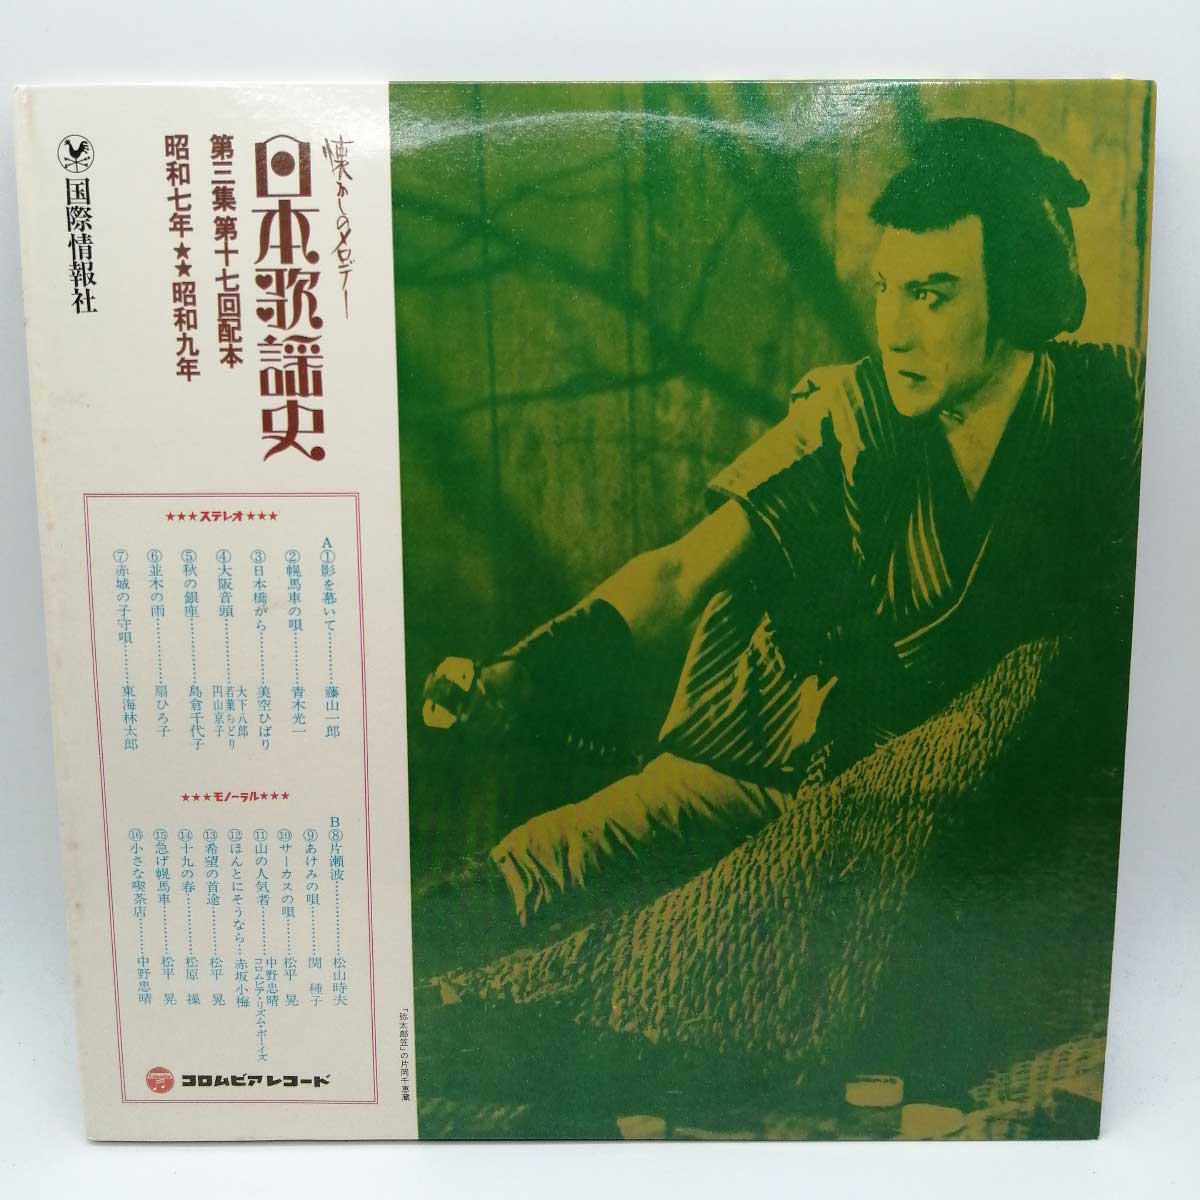 懐かしのメロデー
日本歌謡史
第三集 第十七回配本
昭和七年★★昭和九年
国際情報社
★★★ステレオ★★★
A①影を慕いて………藤山一郎
②幌馬車の唄………青木光一
③日本橋から………美空ひばり
④大阪音頭………大下八郎 若葉ちどり 円山京子
⑤秋の銀座………島倉千代子
⑥並木の雨………扇ひろ子
⑦赤城の子守唄………東海林太郎
★★★モノーラル★★★
B⑧片瀬波………松山時夫
⑨あけみの唄………関 種子
⑩サーカスの唄………松平 晃
⑪山の人気者………中野忠晴 コロムビア・リズム・ボーイズ
⑫ほんとにそうなら…赤坂小梅
⑬希望の首途………松平 晃
⑭十九の春………松原 操
⑮急げ幌馬車………松平 晃
⑯小さな喫茶店………中野忠晴
コロムビアレコード
「弥太郎笠」の片岡千恵蔵